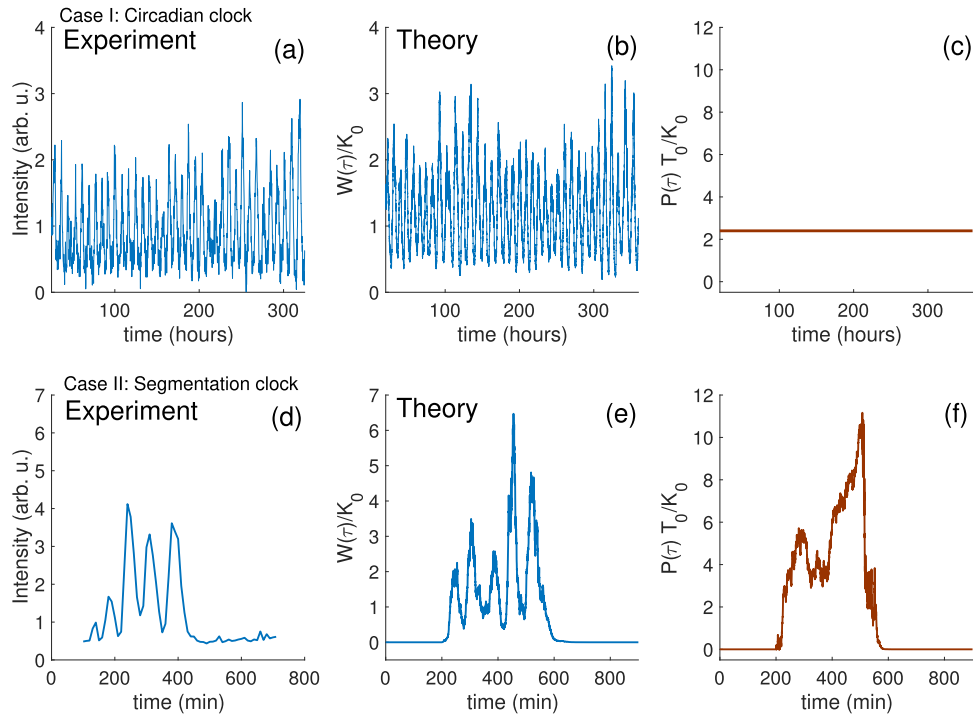 Case I: Circadian clock
Experiment
(a)
Intensity (arb. u.)
4
3
2
1
0
100 200 300
time (hours)
Theory
(b)
W(τ)/K₀
4
3
2
1
0
100 200 300
time (hours)
(c)
P(τ) T₀/K₀
12
10
8
6
4
2
0
100 200 300
time (hours)
Case II: Segmentation clock
Experiment
(d)
Intensity (arb. u.)
7
6
5
4
3
2
1
0
0 200 400 600 800
time (min)
Theory
(e)
W(τ)/K₀
7
6
5
4
3
2
1
0
0 200 400 600 800
time (min)
(f)
P(τ) T₀/K₀
12
10
8
6
4
2
0
0 200 400 600 800
time (min)